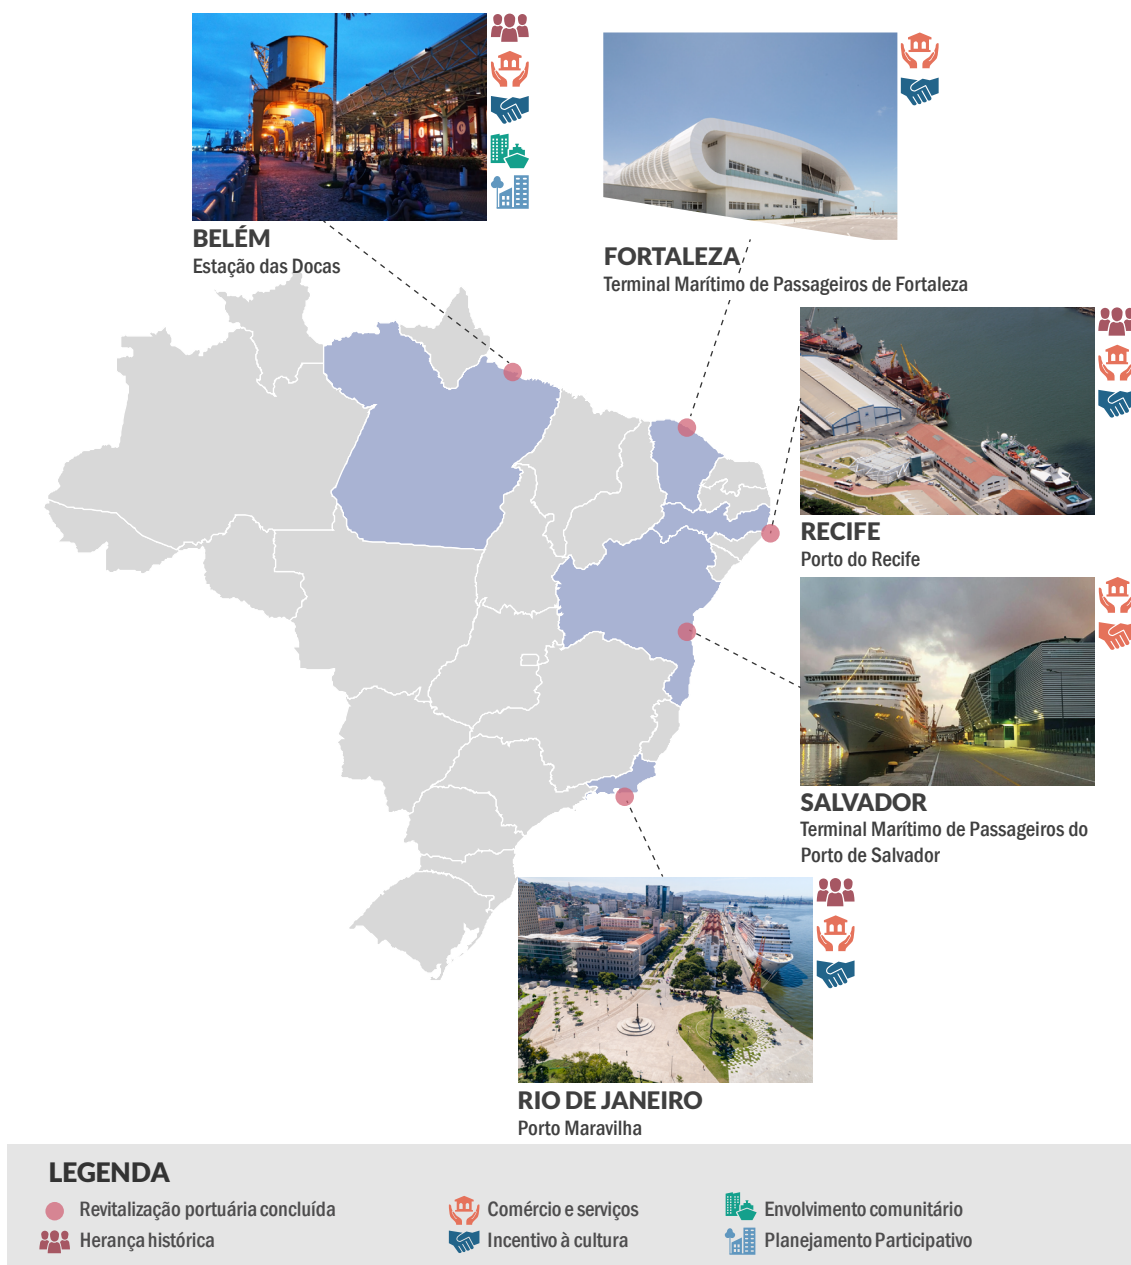 BELÉM
Estação das Docas
FORTALEZA
Terminal Marítimo de Passageiros de Fortaleza
RECIFE
Porto do Recife
SALVADOR
Terminal Marítimo de Passageiros do
Porto de Salvador
RIO DE JANEIRO
Porto Maravilha
LEGENDA
Revitalização portuária concluída
Herança histórica
Comércio e serviços
Incentivo à cultura
Envolvimento comunitário
Planejamento Participativo